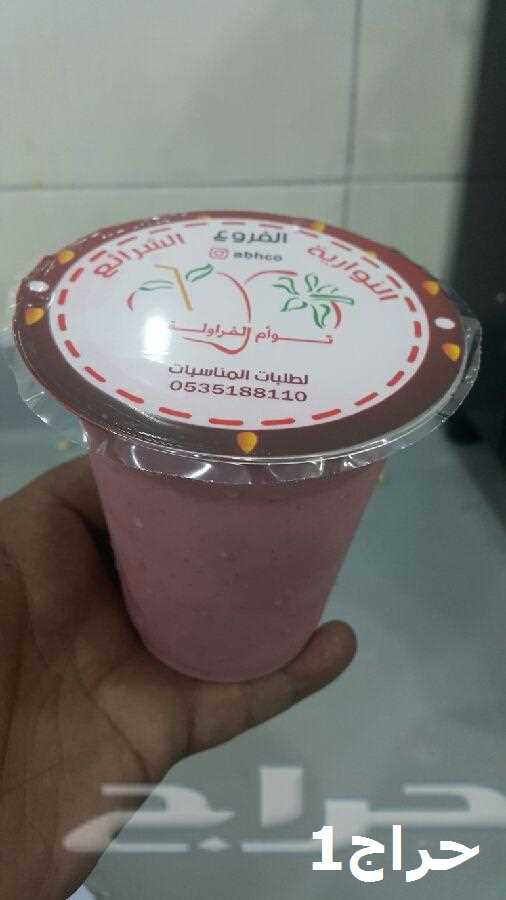 الفروع
النوارية
الشرائع
abhco
توأم الفراولة
لطلبات المناسبات
0535188110
حراج
حراج1